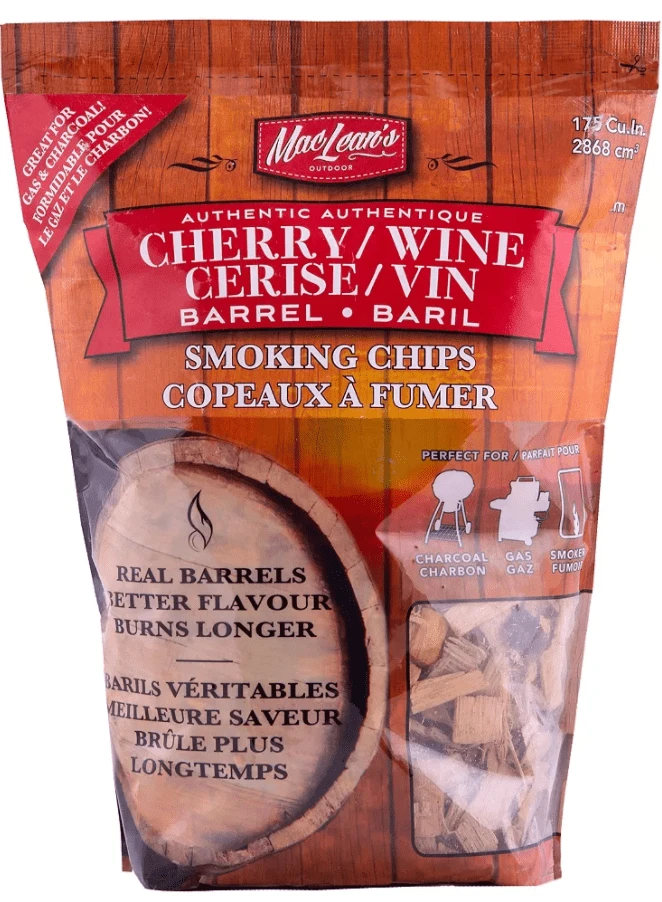 GREAT FOR
GAS & CHARCOAL!
FORMIDABLE POUR
LE GAZ ET LE CHARBON!
MacLean's
OUTDOOR
175 Cu.In.
2868 cm³
.m
AUTHENTIC AUTHENTIQUE
CHERRY/WINE
CERISE/VIN
BARREL • BARIL
SMOKING CHIPS
COPEAUX À FUMER
PERFECT FOR / PARFAIT POUR
CHARCOAL
CHARBON
GAS
GAZ
SMOKER
FUMOIR
REAL BARRELS
BETTER FLAVOUR
BURNS LONGER
BARILS VÉRITABLES
MEILLEURE SAVEUR
BRÛLE PLUS
LONGTEMPS